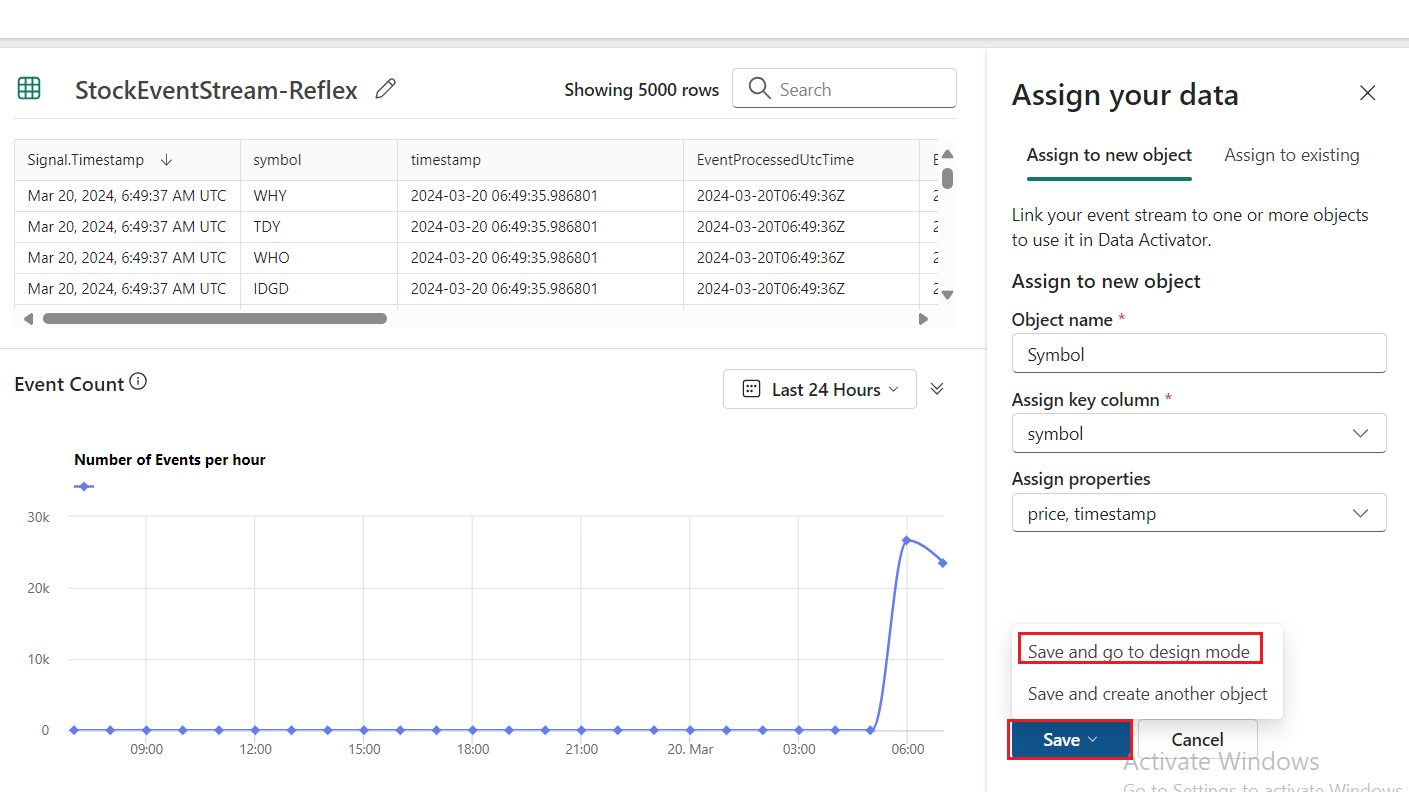 StockEventStream-Reflex
Showing 5000 rows
Search
Signal.Timestamp symbol timestamp EventProcessedUtcTime E
Mar 20, 2024, 6:49:37 AM UTC WHY 2024-03-20 06:49:35.986801 2024-03-20T06:49:36Z 2
Mar 20, 2024, 6:49:37 AM UTC TDY 2024-03-20 06:49:35.986801 2024-03-20T06:49:36Z 2
Mar 20, 2024, 6:49:37 AM UTC WHO 2024-03-20 06:49:35.986801 2024-03-20T06:49:36Z 2
Mar 20, 2024, 6:49:37 AM UTC IDGD 2024-03-20 06:49:35.986801 2024-03-20T06:49:36Z 2
Event Count
Last 24 Hours
Number of Events per hour
30k
20k
10k
0
09:00 12:00 15:00 18:00 21:00 20. Mar 03:00 06:00
Assign your data
Assign to new object Assign to existing
Link your event stream to one or more objects
to use it in Data Activator.
Assign to new object
Object name *
Symbol
Assign key column *
symbol
Assign properties
price, timestamp
Save and go to design mode
Save and create another object
Save Cancel
Activate Windows
Go to Settings to activate Windows.